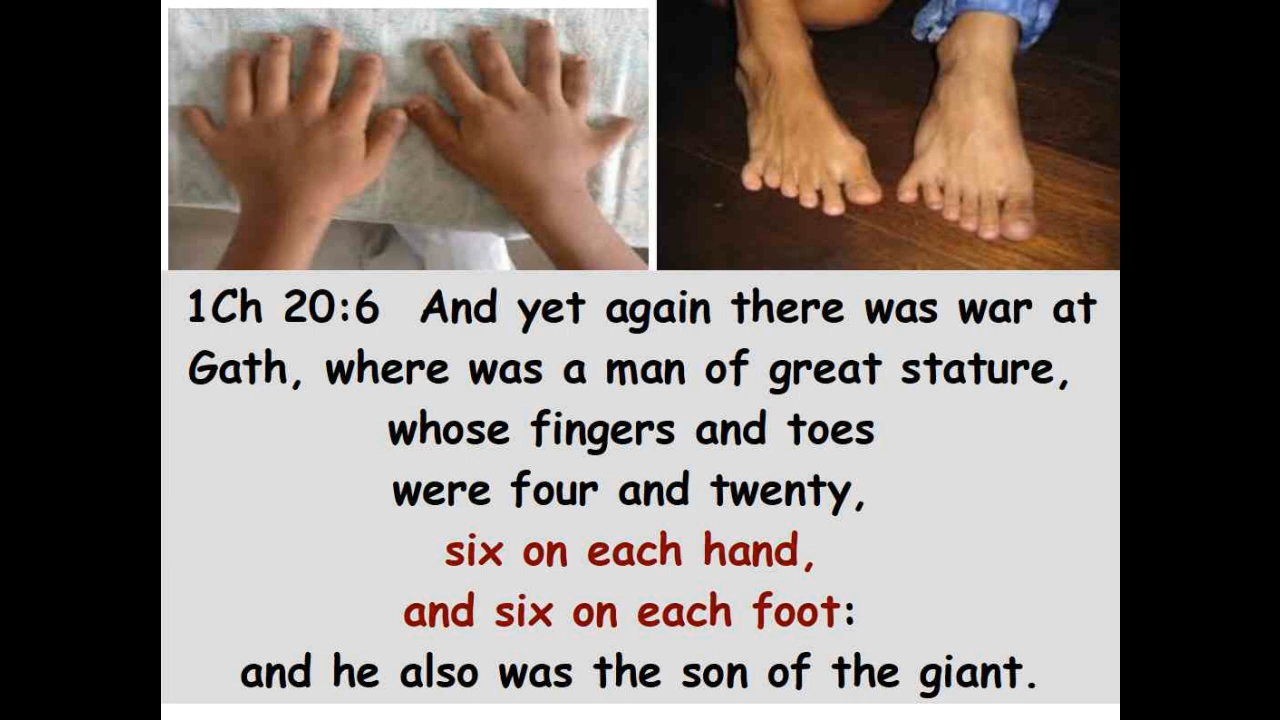 1Ch 20:6  And yet again there was war at
Gath, where was a man of great stature,
whose fingers and toes
were four and twenty,
six on each hand,
and six on each foot:
and he also was the son of the giant.